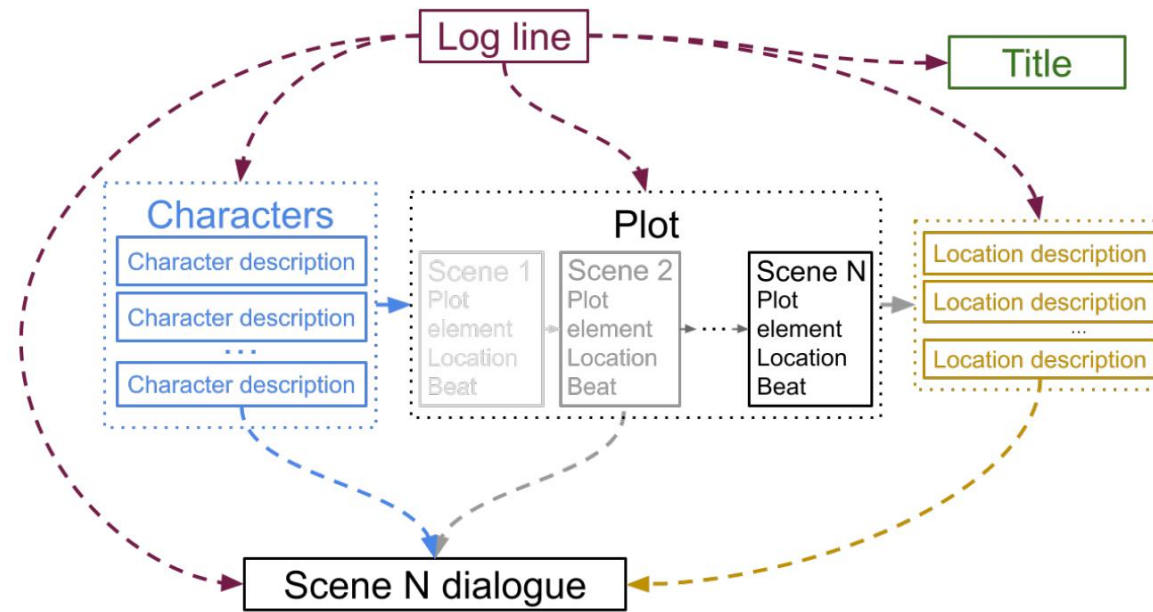 Log line
Title
Characters
Character description
Character description
...
Character description
Plot
Scene 1
Plot
element
Location
Beat
Scene 2
Plot
element
Location
Beat
...
Scene N
Plot
element
Location
Beat
Location description
Location description
...
Location description
Scene N dialogue